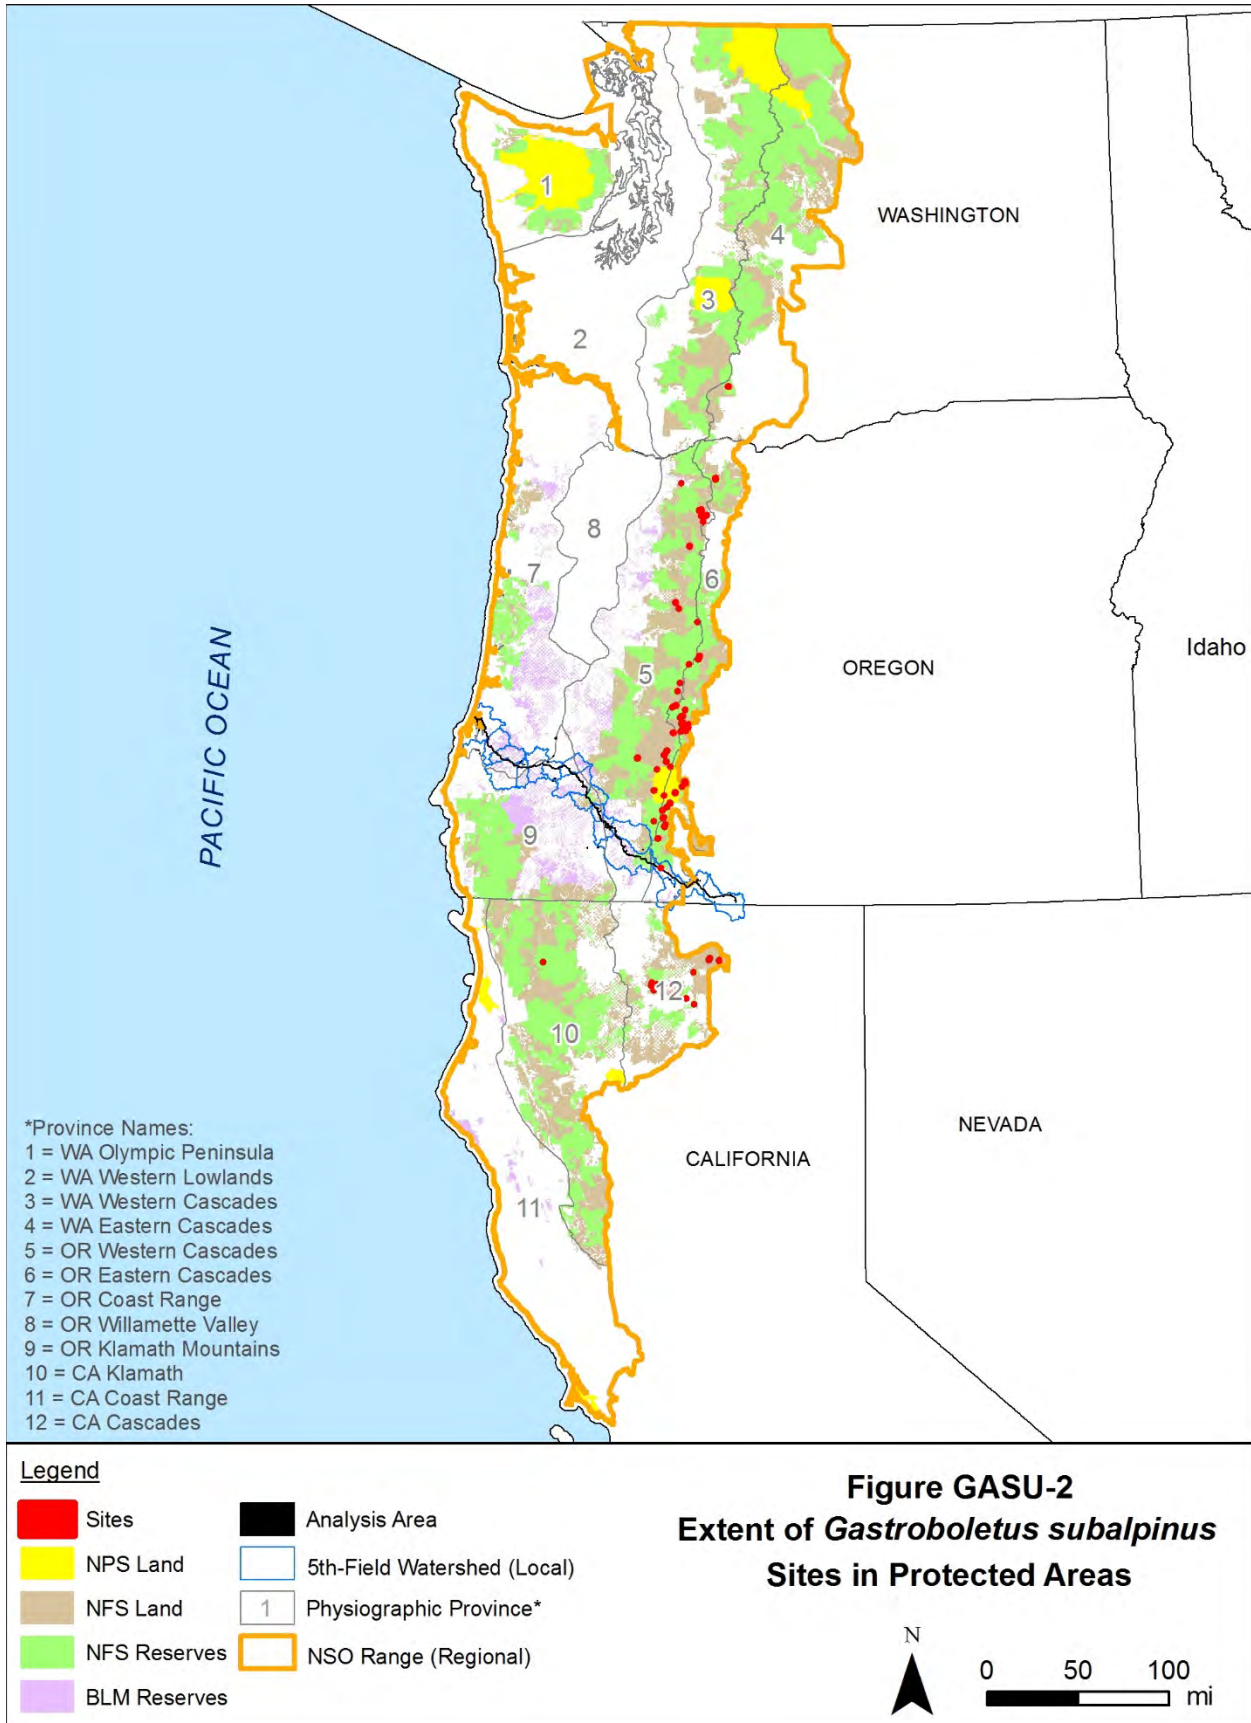 WASHINGTON
1
4
3
2
8
7
6
PACIFIC OCEAN
5
OREGON
Idaho
9
12
10
NEVADA
CALIFORNIA
11
*Province Names:
1 = WA Olympic Peninsula
2 = WA Western Lowlands
3 = WA Western Cascades
4 = WA Eastern Cascades
5 = OR Western Cascades
6 = OR Eastern Cascades
7 = OR Coast Range
8 = OR Willamette Valley
9 = OR Klamath Mountains
10 = CA Klamath
11 = CA Coast Range
12 = CA Cascades
Legend
Sites
NPS Land
NFS Land
NFS Reserves
BLM Reserves
Analysis Area
5th-Field Watershed (Local)
1 Physiographic Province*
NSO Range (Regional)
Figure GASU-2
Extent of Gastroboletus subalpinus
Sites in Protected Areas
N
0 50 100
mi